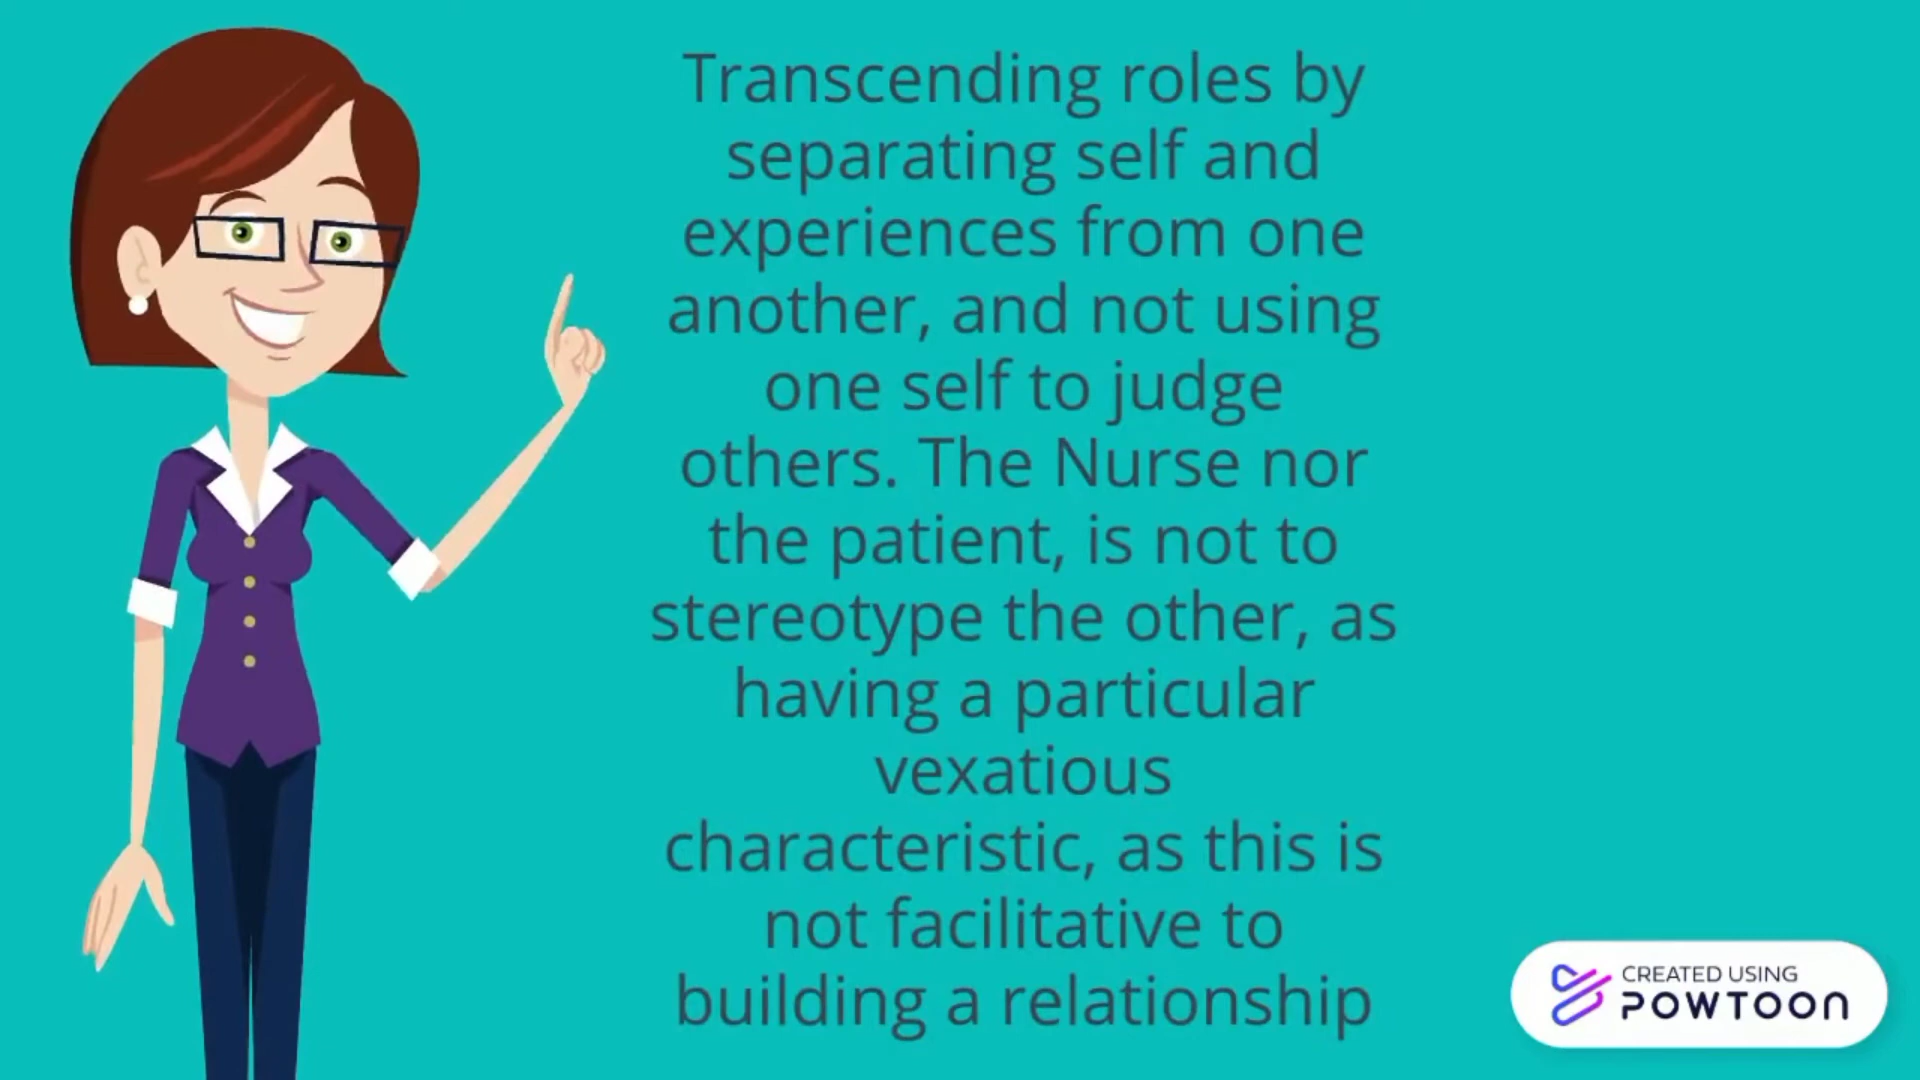 Transcending roles by
separating self and
experiences from one
another, and not using
one self to judge
others. The Nurse nor
the patient, is not to
stereotype the other, as
having a particular
vexatious
characteristic, as this is
not facilitative to
building a relationship
CREATED USING
POWTOON